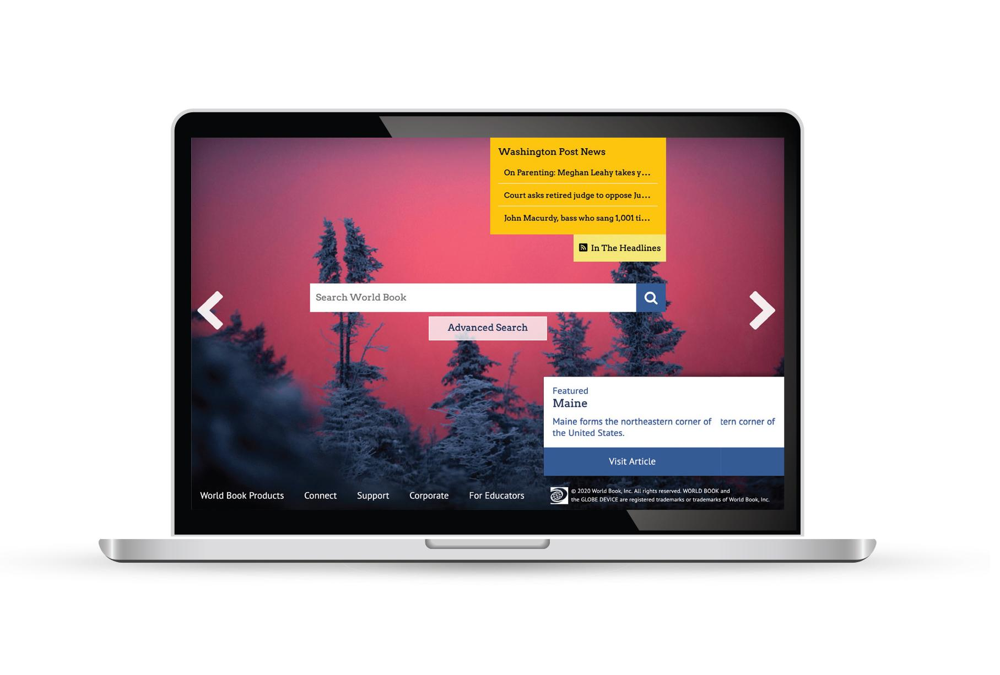 Washington Post News
On Parenting: Meghan Leahy takes y...
Court asks retired judge to oppose Ju...
John Macurdy, bass who sang 1,001 ti...
In The Headlines
Search World Book
Advanced Search
Featured
Maine
Maine forms the northeastern corner of tern corner of
the United States.
Visit Article
World Book Products Connect Support Corporate For Educators
© 2020 World Book, Inc. All rights reserved. WORLD BOOK and
the GLOBE DEVICE are registered trademarks or trademarks of World Book, Inc.